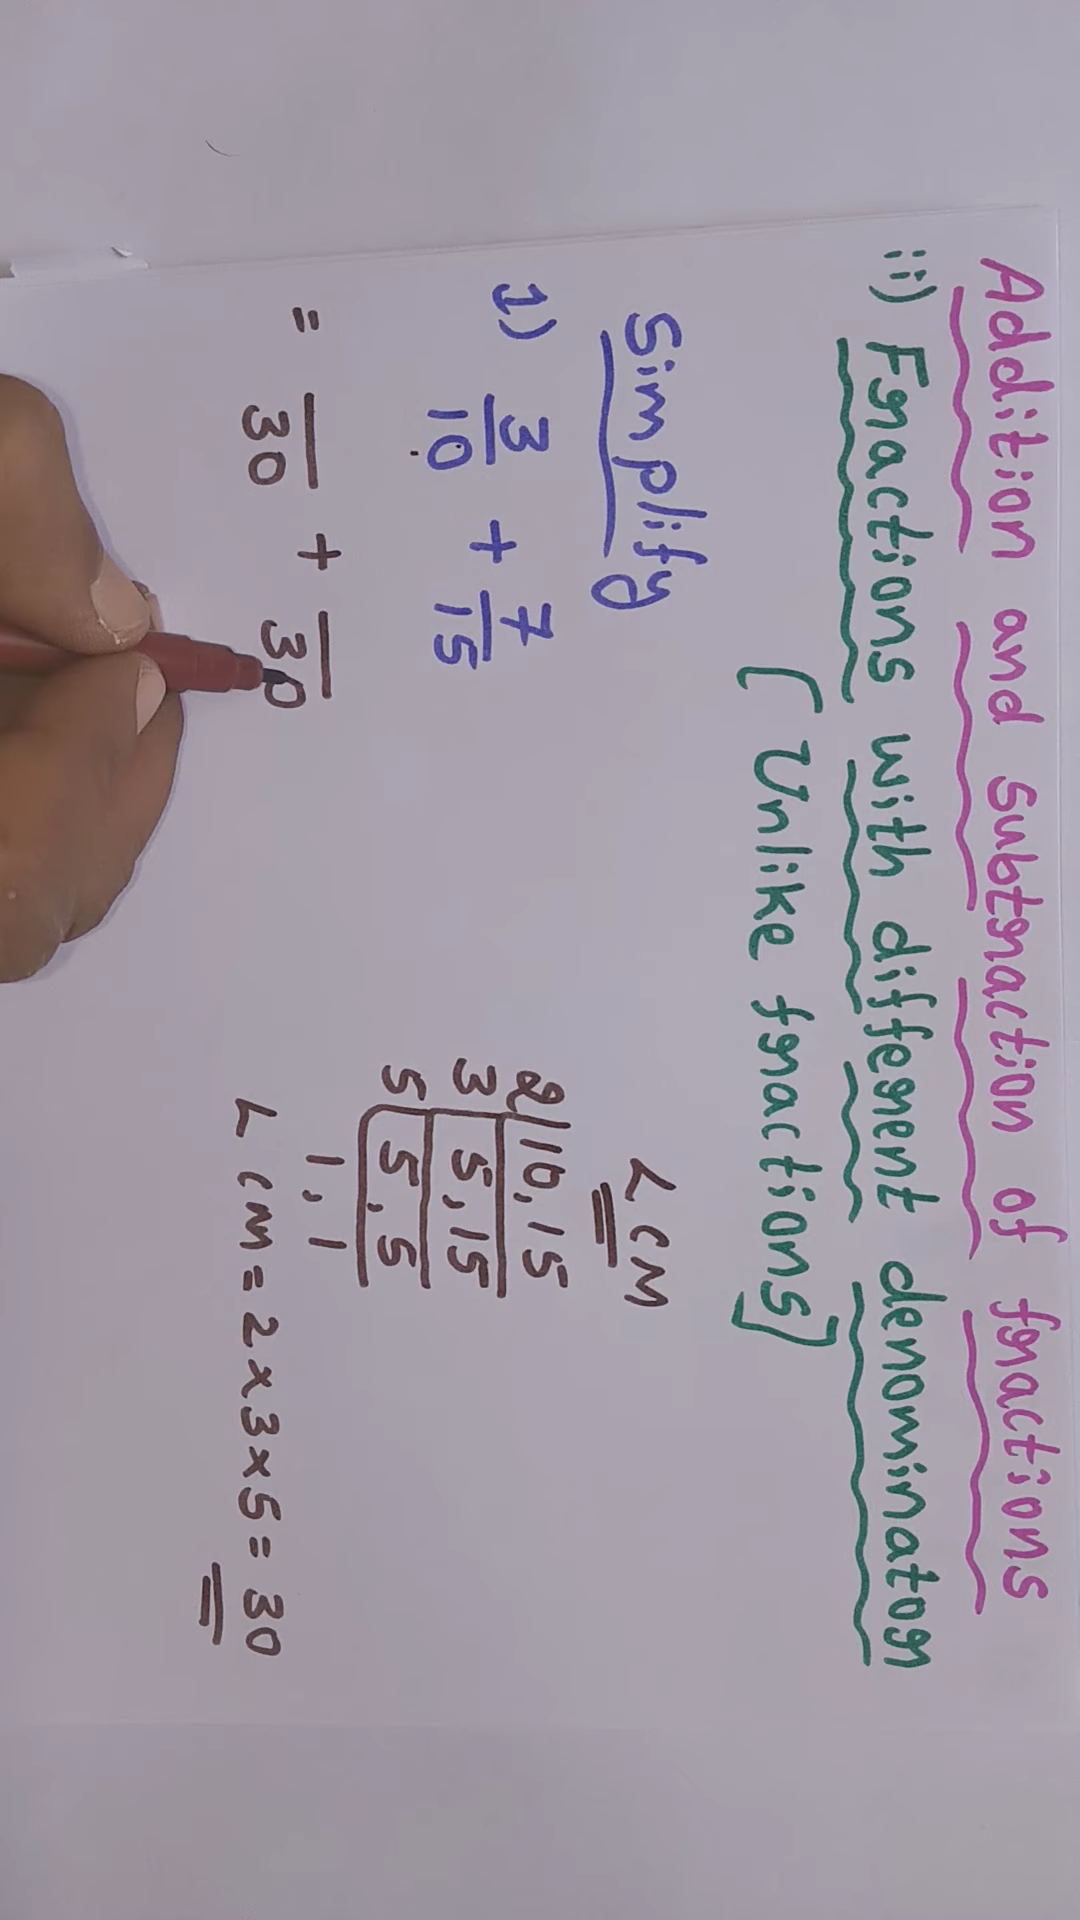 Addition and subtraction of fractions
ii) Fractions with different denominator
[Unlike fractions]
Simplify
1) 3/10 + 7/15
= /30 + /30
LCM
2 | 10, 15
3 | 5, 15
5 | 5, 5
1, 1
LCM = 2 x 3 x 5 = 30